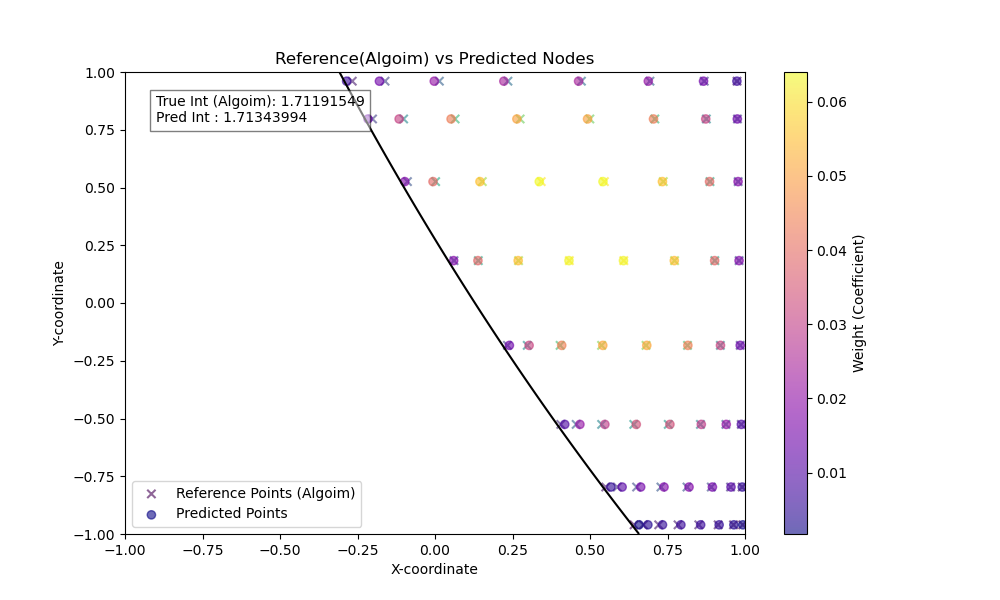 Reference(Algoim) vs Predicted Nodes
True Int (Algoim): 1.71191549
Pred Int : 1.71343994
Y-coordinate
1.00
0.75
0.50
0.25
0.00
−0.25
−0.50
−0.75
−1.00
Reference Points (Algoim)
Predicted Points
−1.00 −0.75 −0.50 −0.25 0.00 0.25 0.50 0.75 1.00
X-coordinate
0.06
0.05
0.04
0.03
0.02
0.01
Weight (Coefficient)